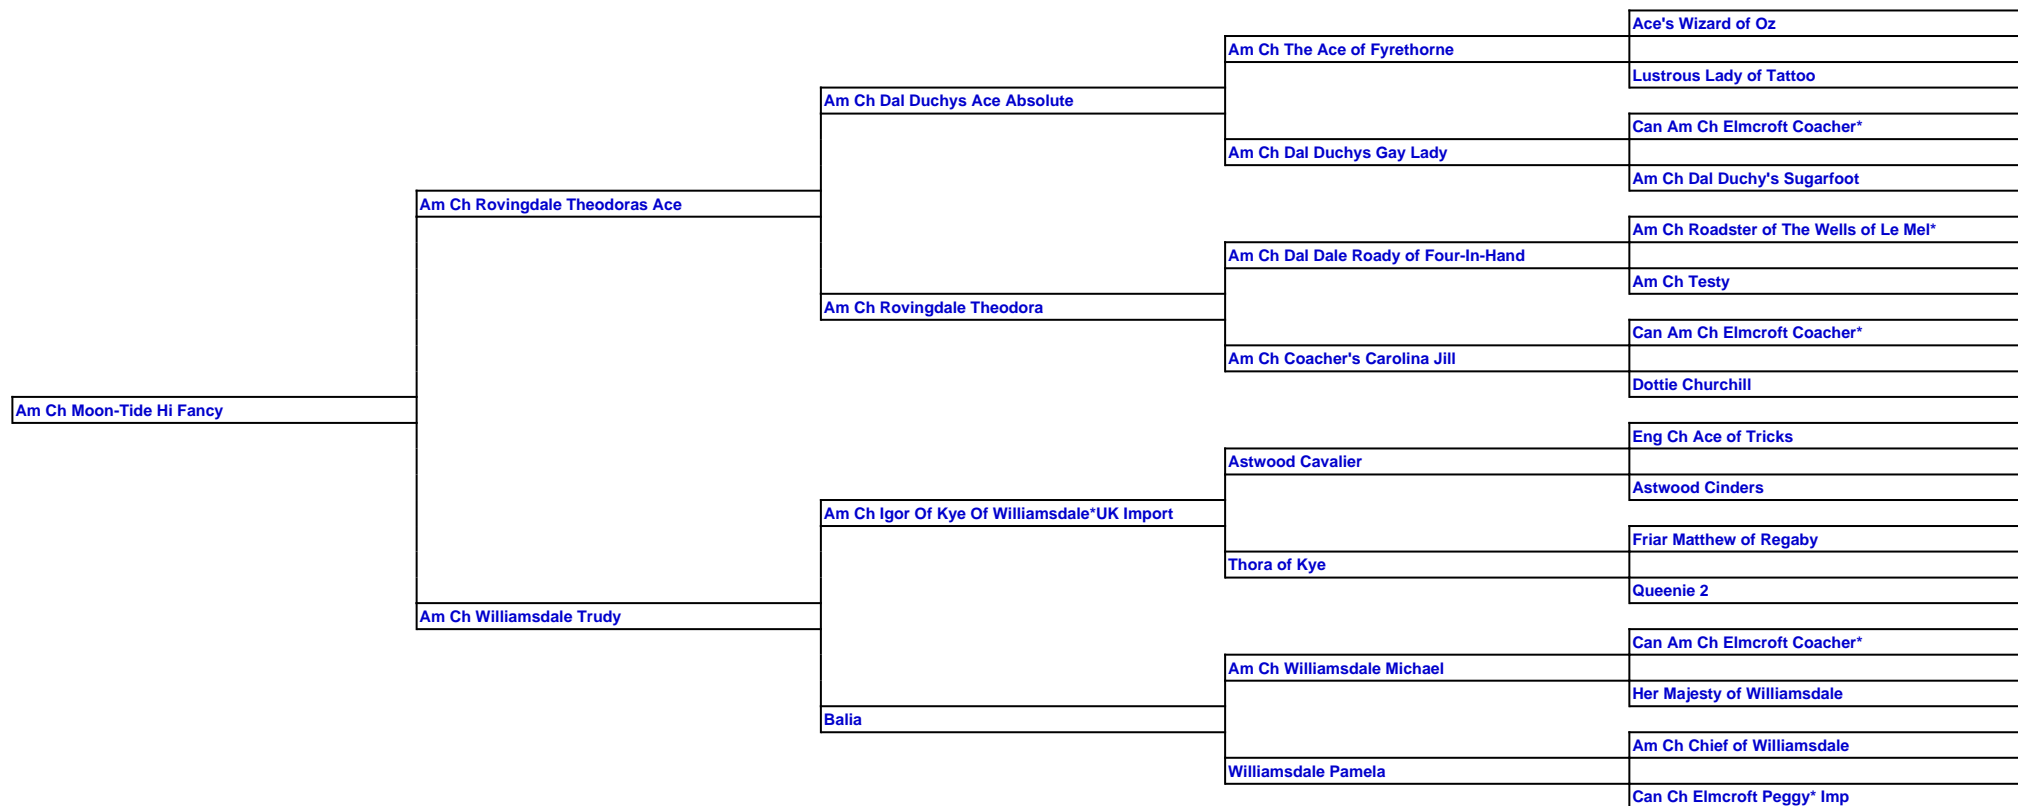 Ace's Wizard of Oz
Am Ch The Ace of Fyrethorne
Lustrous Lady of Tattoo
Am Ch Dal Duchys Ace Absolute
Can Am Ch Elmcroft Coacher*
Am Ch Dal Duchys Gay Lady
Am Ch Dal Duchy's Sugarfoot
Am Ch Rovingdale Theodoras Ace
Am Ch Roadster of The Wells of Le Mel*
Am Ch Dal Dale Roady of Four-In-Hand
Am Ch Testy
Am Ch Rovingdale Theodora
Can Am Ch Elmcroft Coacher*
Am Ch Coacher's Carolina Jill
Dottie Churchill
Am Ch Moon-Tide Hi Fancy
Eng Ch Ace of Tricks
Astwood Cavalier
Astwood Cinders
Am Ch Igor Of Kye Of Williamsdale*UK Import
Friar Matthew of Regaby
Thora of Kye
Queenie 2
Am Ch Williamsdale Trudy
Can Am Ch Elmcroft Coacher*
Am Ch Williamsdale Michael
Her Majesty of Williamsdale
Balia
Am Ch Chief of Williamsdale
Williamsdale Pamela
Can Ch Elmcroft Peggy* Imp